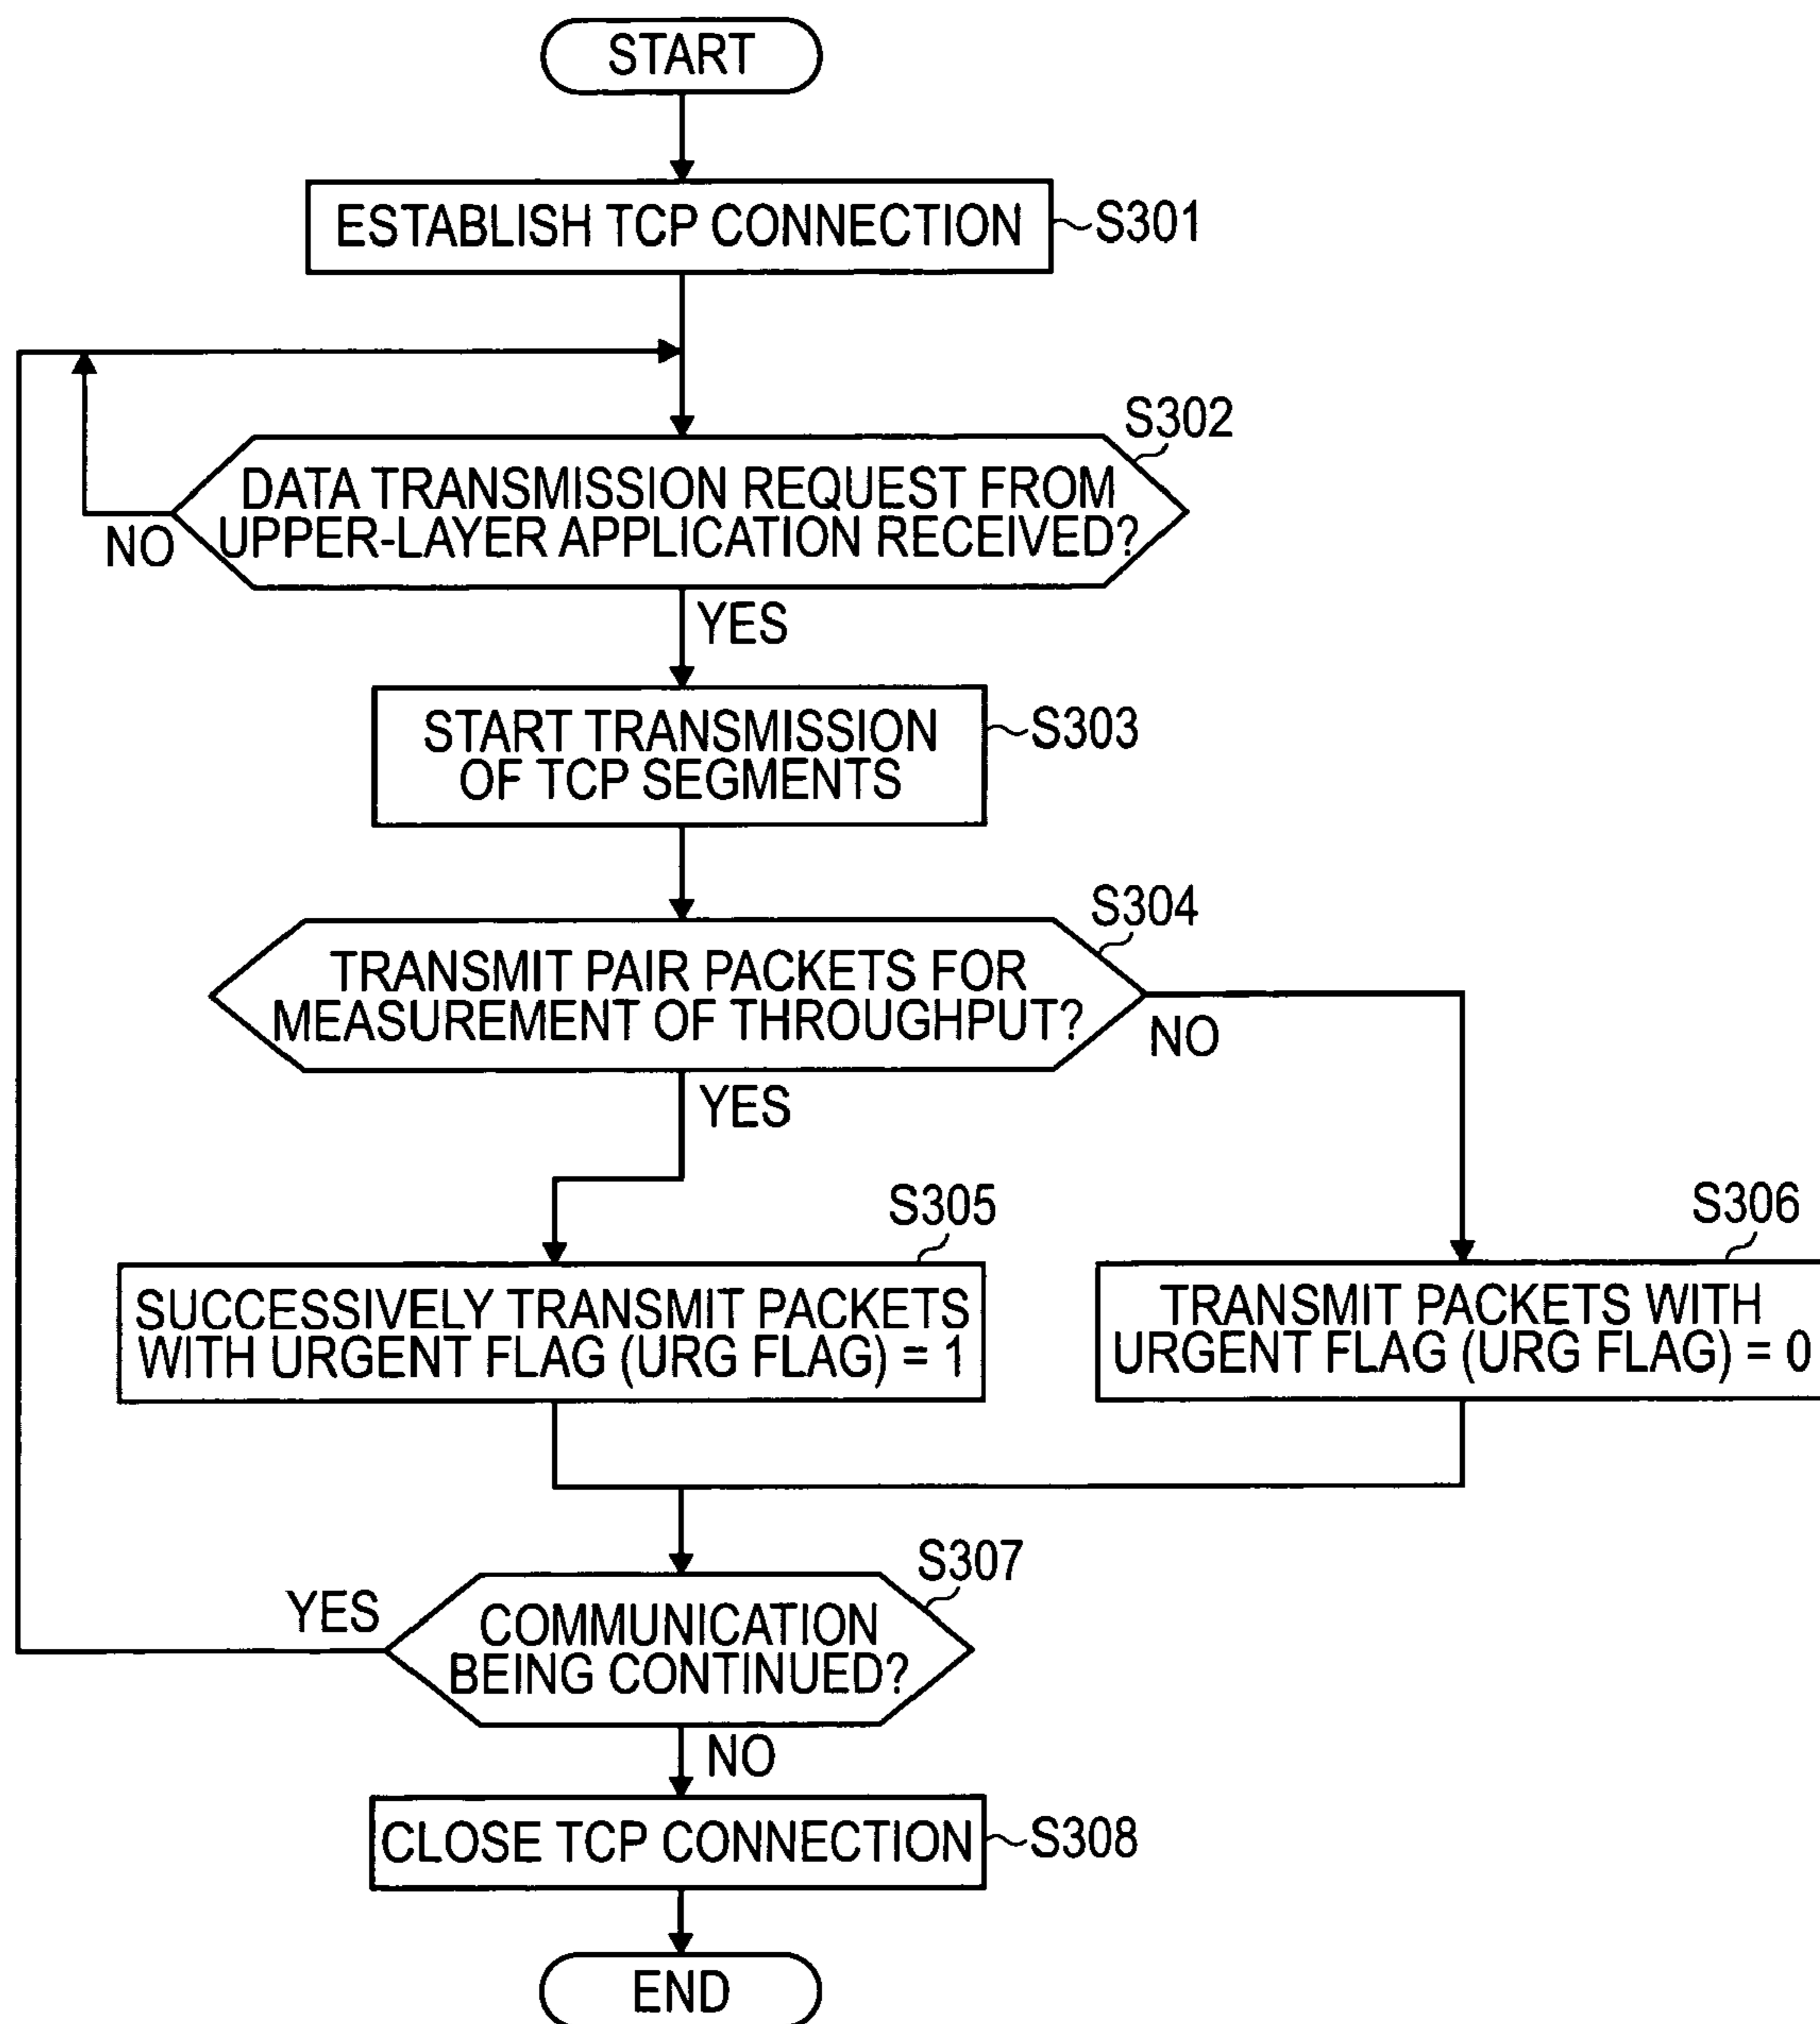 START
ESTABLISH TCP CONNECTION
S301
S302
DATA TRANSMISSION REQUEST FROM
UPPER-LAYER APPLICATION RECEIVED?
NO
YES
START TRANSMISSION
OF TCP SEGMENTS
S303
S304
TRANSMIT PAIR PACKETS FOR
MEASUREMENT OF THROUGHPUT?
NO
YES
S305
SUCCESSIVELY TRANSMIT PACKETS
WITH URGENT FLAG (URG FLAG) = 1
S306
TRANSMIT PACKETS WITH
URGENT FLAG (URG FLAG) = 0
S307
YES
COMMUNICATION
BEING CONTINUED?
NO
CLOSE TCP CONNECTION
S308
END